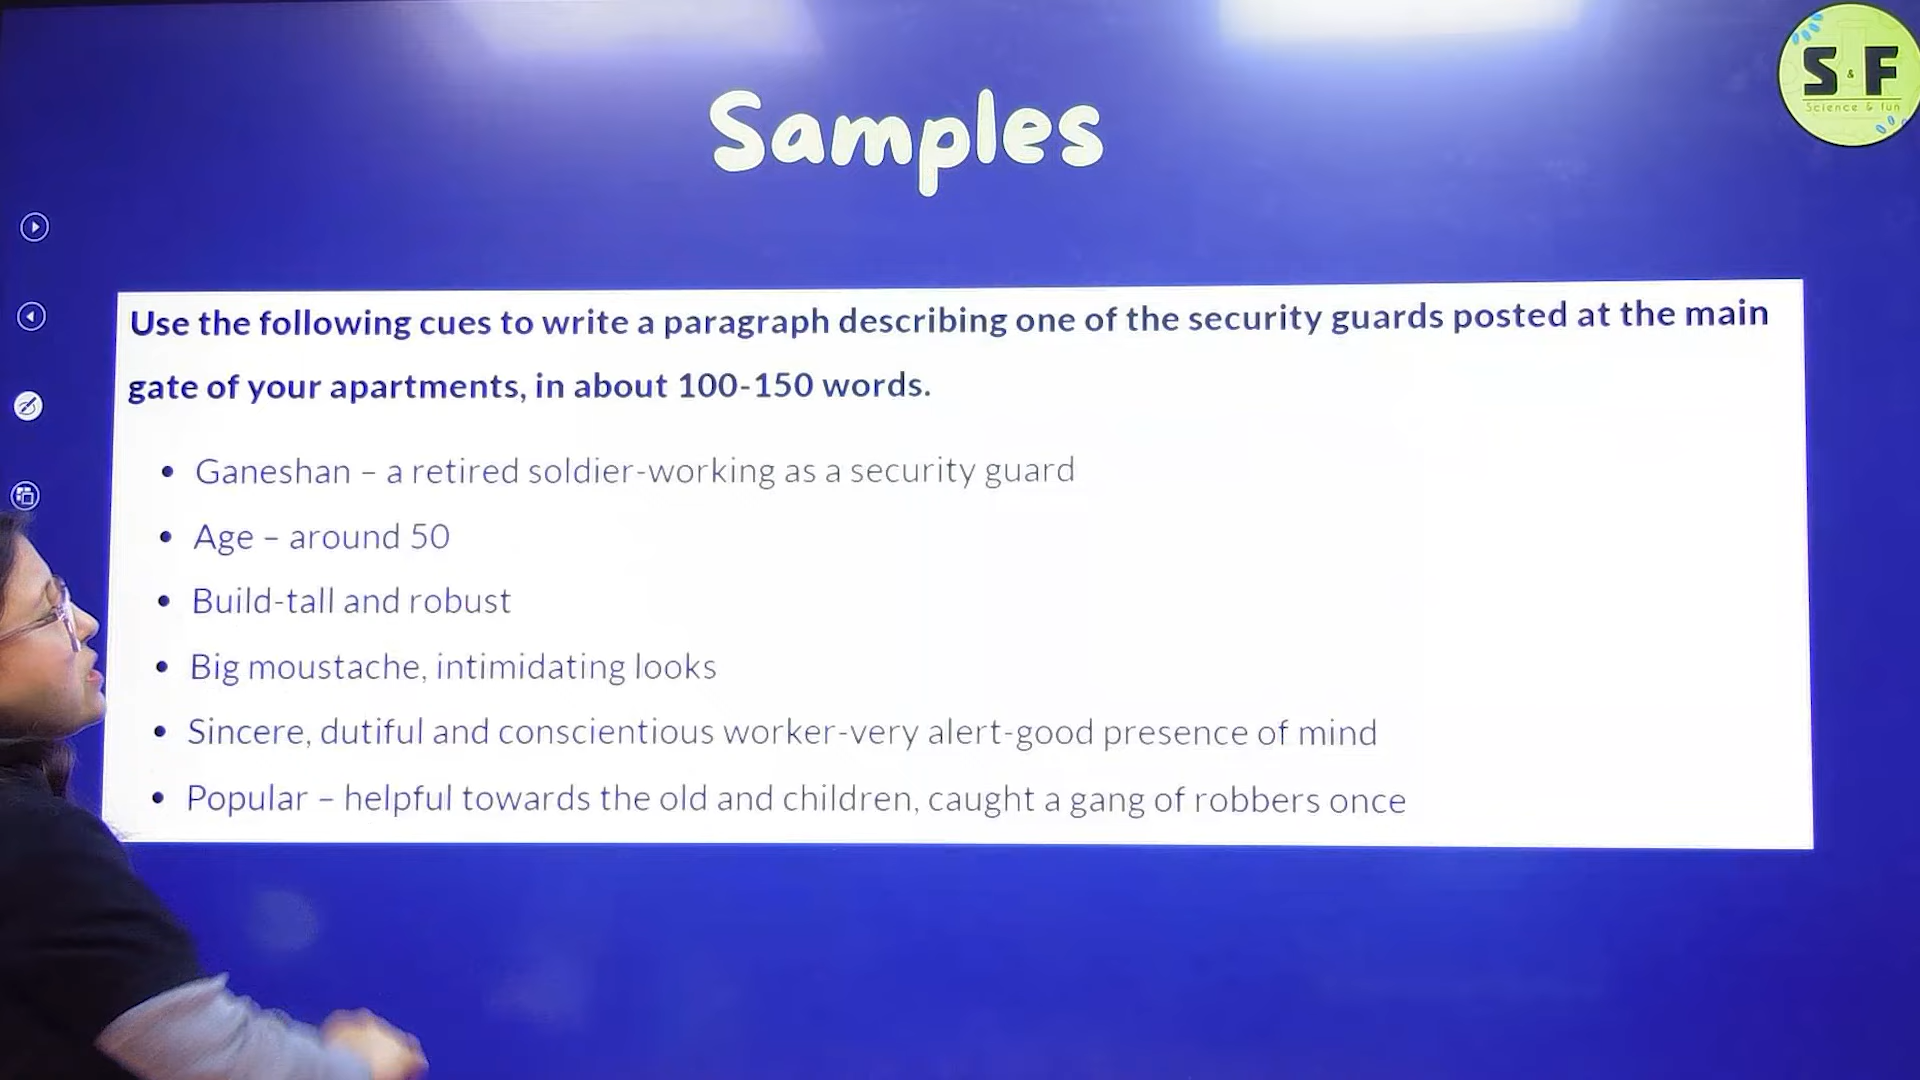 S & F
Science & fun
Samples
Use the following cues to write a paragraph describing one of the security guards posted at the main
gate of your apartments, in about 100-150 words.
• Ganeshan – a retired soldier-working as a security guard
• Age – around 50
• Build-tall and robust
• Big moustache, intimidating looks
• Sincere, dutiful and conscientious worker-very alert-good presence of mind
• Popular – helpful towards the old and children, caught a gang of robbers once